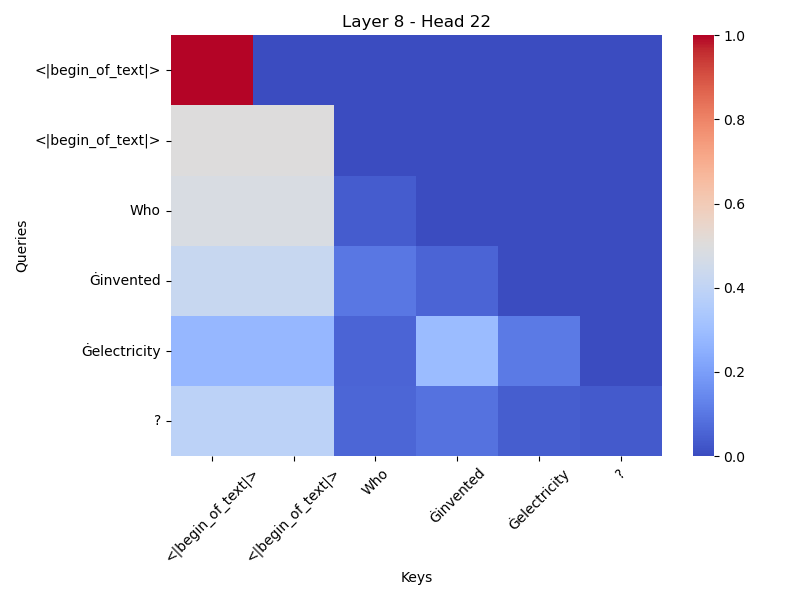 Layer 8 - Head 22
Queries
<|begin_of_text|>
<|begin_of_text|>
Who
Ġinvented
Ġelectricity
?
<|begin_of_text|>
<|begin_of_text|>
Who
Ġinvented
Ġelectricity
?
Keys
1.0
0.8
0.6
0.4
0.2
0.0